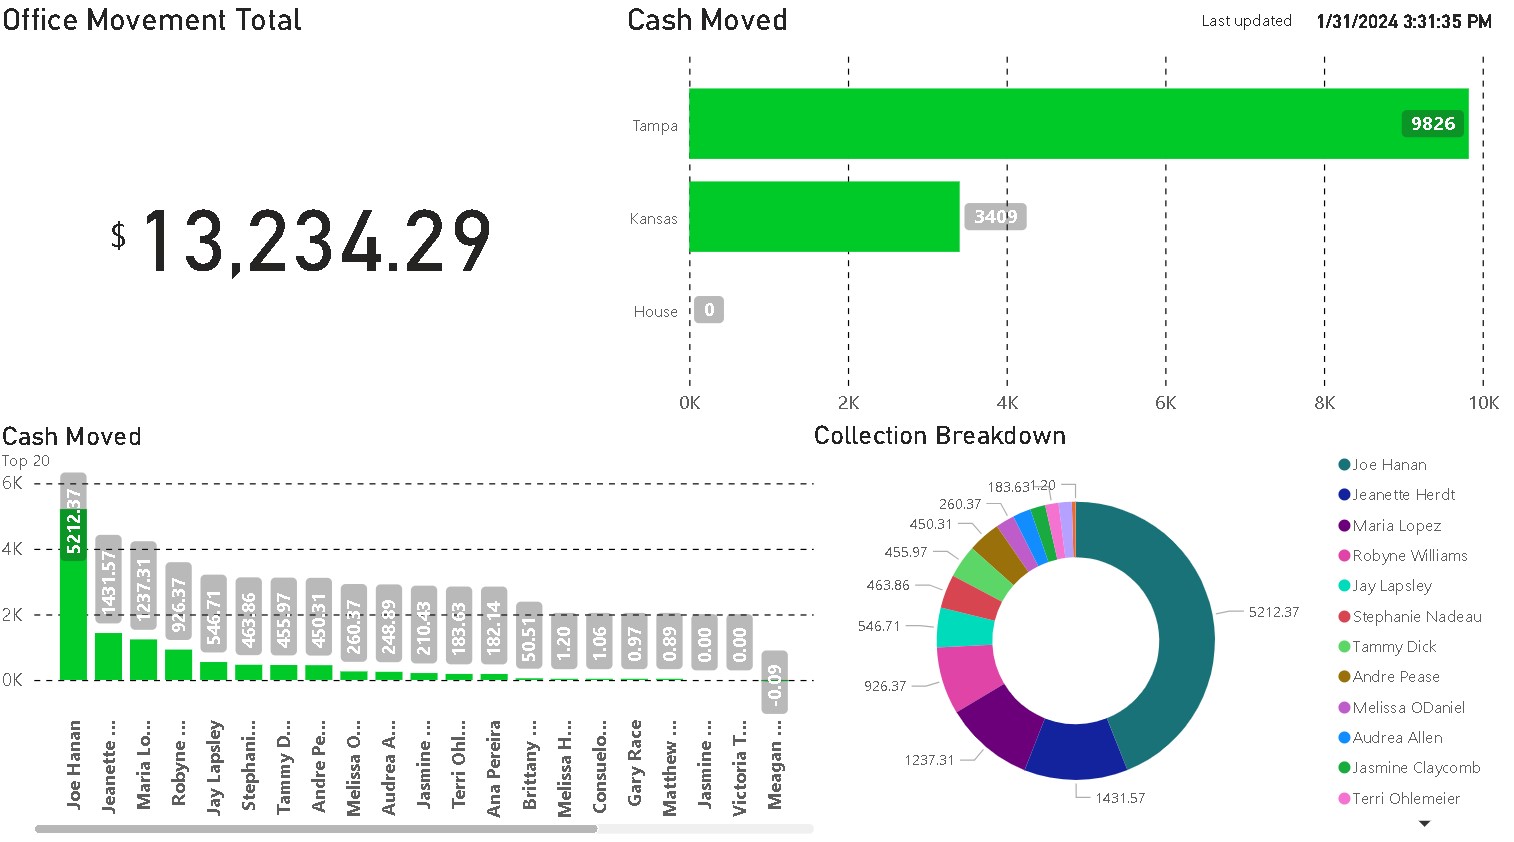 Office Movement Total
$ 13,234.29
Cash Moved
Last updated 1/31/2024 3:31:35 PM
Tampa 9826
Kansas 3409
House 0
0K 2K 4K 6K 8K 10K
Cash Moved
Top 20
6K
4K
2K
0K
5212.37
1431.57
1237.31
926.37
546.71
463.86
455.97
450.31
260.37
248.89
210.43
183.63
182.14
50.51
1.20
1.06
0.97
0.89
0.00
0.00
-0.09
Joe Hanan
Jeanette ...
Maria Lo...
Robyne ...
Jay Lapsley
Stephani...
Tammy D...
Andre Pe...
Melissa O...
Audrea A...
Jasmine ...
Terri Ohl...
Ana Pereira
Brittany ...
Melissa H...
Consuelo...
Gary Race
Matthew ...
Jasmine ...
Victoria T...
Meagan ...
Collection Breakdown
1.20
183.63
260.37
450.31
455.97
463.86
546.71
926.37
1237.31
1431.57
5212.37
Joe Hanan
Jeanette Herdt
Maria Lopez
Robyne Williams
Jay Lapsley
Stephanie Nadeau
Tammy Dick
Andre Pease
Melissa ODaniel
Audrea Allen
Jasmine Claycomb
Terri Ohlemeier